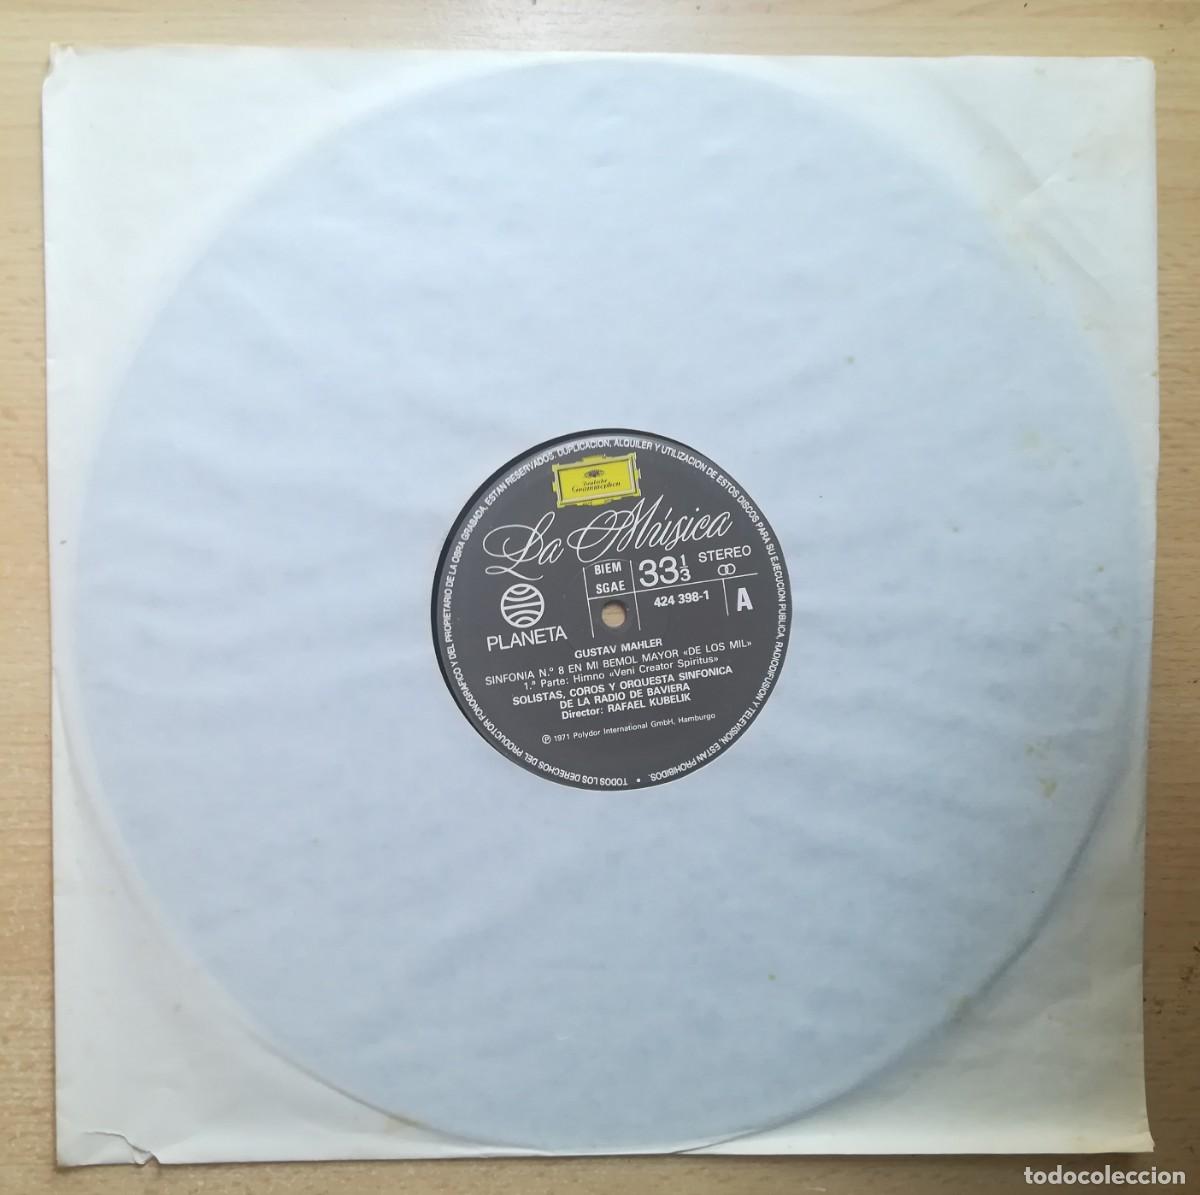 TODOS LOS DERECHOS DEL PRODUCTOR FONOGRAFICO Y DEL PROPIETARIO DE LA OBRA GRABADA, ESTAN RESERVADOS. DUPLICACION, ALQUILER Y UTILIZACION DE ESTOS DISCOS PARA SU EJECUCION PUBLICA, RADIODIFUSION Y TELEVISION, ESTAN PROHIBIDOS. •
Deutsche
Grammophon
La Música
BIEM
SGAE
33 1/3
STEREO
424 398-1
A
PLANETA
GUSTAV MAHLER
SINFONIA N.º 8 EN MI BEMOL MAYOR «DE LOS MIL»
1.ª Parte: Himno «Veni Creator Spiritus»
SOLISTAS, COROS Y ORQUESTA SINFONICA
DE LA RADIO DE BAVIERA
Director: RAFAEL KUBELIK
℗ 1971 Polydor International GmbH, Hamburgo
todocoleccion